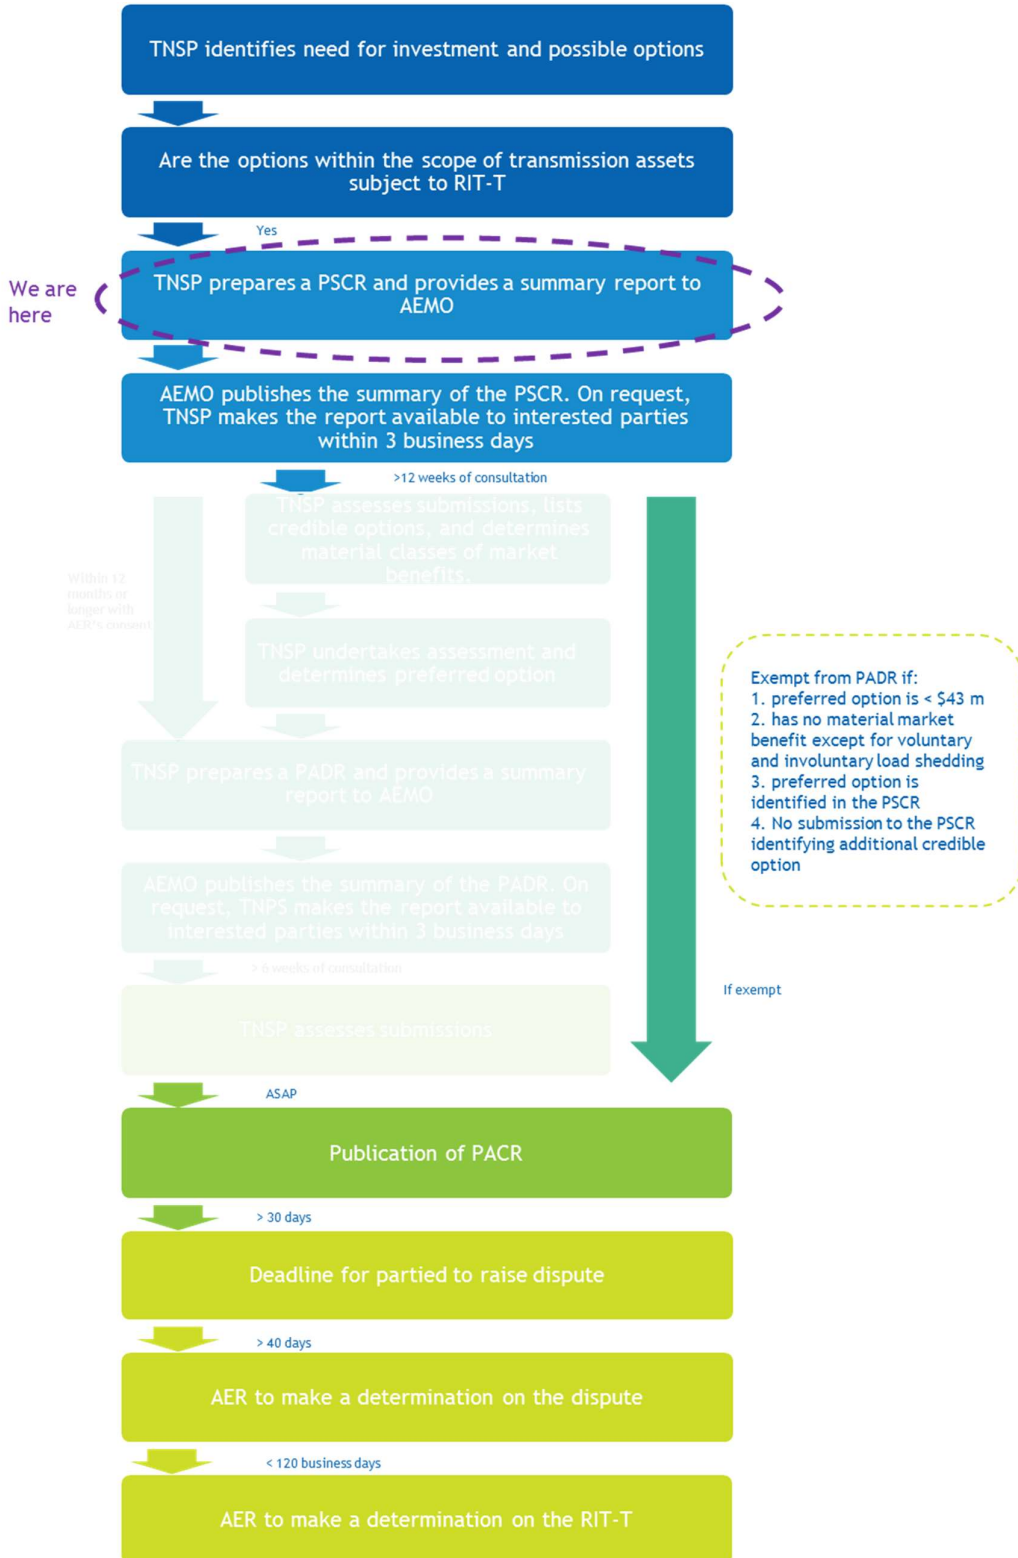 TNSP identifies need for investment and possible options
Are the options within the scope of transmission assets
subject to RIT-T
Yes
We are
here
TNSP prepares a PSCR and provides a summary report to
AEMO
AEMO publishes the summary of the PSCR. On request,
TNSP makes the report available to interested parties
within 3 business days
>12 weeks of consultation
TNSP assesses submissions, lists
credible options, and determines
material classes of market
benefits.
Within 12
months or
longer with
AER's consent
TNSP undertakes assessment and
determines preferred option
Exempt from PADR if:
1. preferred option is < $43 m
2. has no material market
benefit except for voluntary
and involuntary load shedding
3. preferred option is
identified in the PSCR
4. No submission to the PSCR
identifying additional credible
option
TNSP prepares a PADR and provides a summary
report to AEMO
AEMO publishes the summary of the PADR. On
request, TNPS makes the report available to
interested parties within 3 business days
> 6 weeks of consultation
If exempt
TNSP assesses submissions.
ASAP
Publication of PACR
> 30 days
Deadline for partied to raise dispute
> 40 days
AER to make a determination on the dispute
< 120 business days
AER to make a determination on the RIT-T